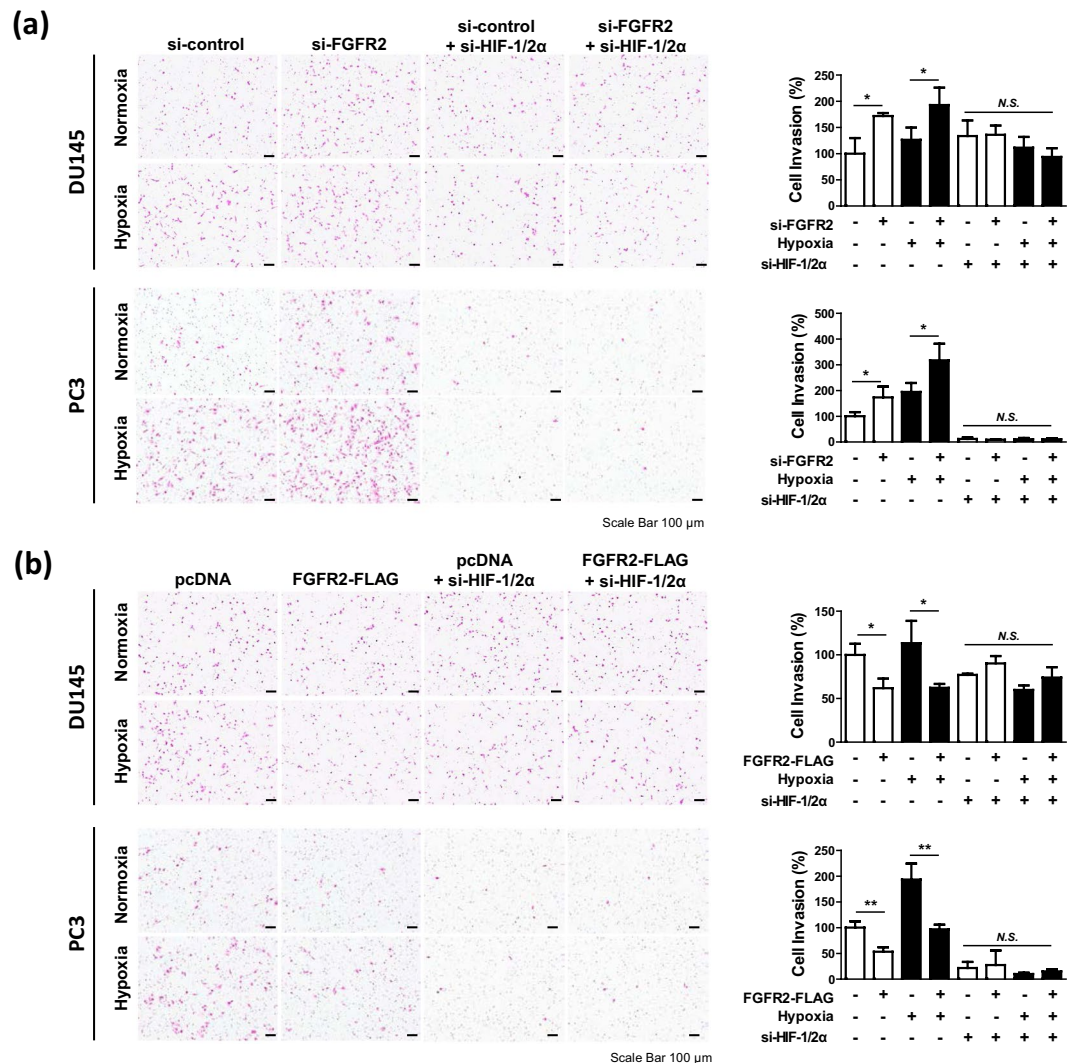 (a)
si-control
si-FGFR2
si-control
+ si-HIF-1/2α
si-FGFR2
+ si-HIF-1/2α
DU145
Normoxia
Hypoxia
PC3
Normoxia
Hypoxia
Scale Bar 100 µm
Cell Invasion (%)
250
200
150
100
50
0
*
*
N.S.
si-FGFR2 - + - + - + - +
Hypoxia - - + + - - + +
si-HIF-1/2α - - - - + + + +
Cell Invasion (%)
500
400
300
200
100
0
*
*
N.S.
si-FGFR2 - + - + - + - +
Hypoxia - - + + - - + +
si-HIF-1/2α - - - - + + + +
(b)
pcDNA
FGFR2-FLAG
pcDNA
+ si-HIF-1/2α
FGFR2-FLAG
+ si-HIF-1/2α
DU145
Normoxia
Hypoxia
PC3
Normoxia
Hypoxia
Scale Bar 100 µm
Cell Invasion (%)
150
100
50
0
*
*
N.S.
FGFR2-FLAG - + - + - + - +
Hypoxia - - + + - - + +
si-HIF-1/2α - - - - + + + +
Cell Invasion (%)
250
200
150
100
50
0
**
**
N.S.
FGFR2-FLAG - + - + - + - +
Hypoxia - - + + - - + +
si-HIF-1/2α - - - - + + + +